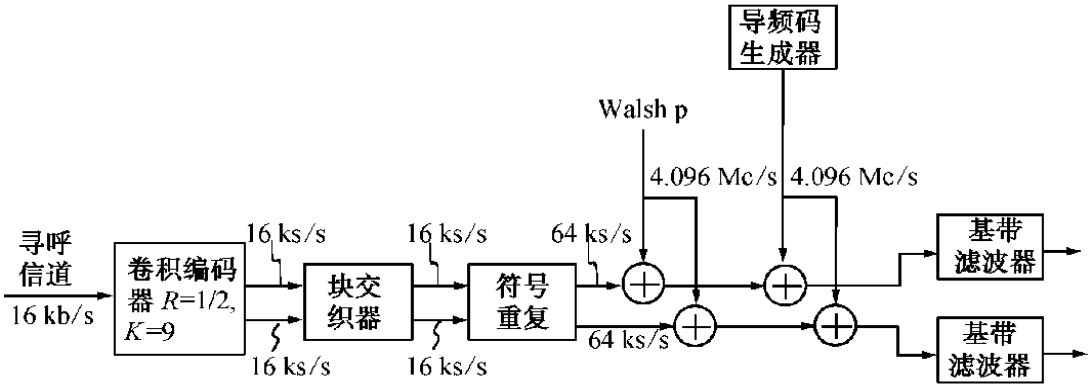 导频码
生成器
Walsh p
4.096 Mc/s
4.096 Mc/s
寻呼
信道
16 kb/s
卷积编码
器 R=1/2,
K=9
16 ks/s
16 ks/s
块交
织器
16 ks/s
16 ks/s
符号
重复
64 ks/s
64 ks/s
基带
滤波器
基带
滤波器